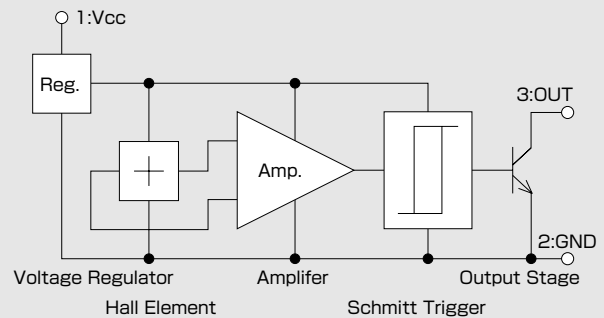 1:Vcc
Reg.
3:OUT
Amp.
2:GND
Voltage Regulator
Amplifer
Output Stage
Hall Element
Schmitt Trigger